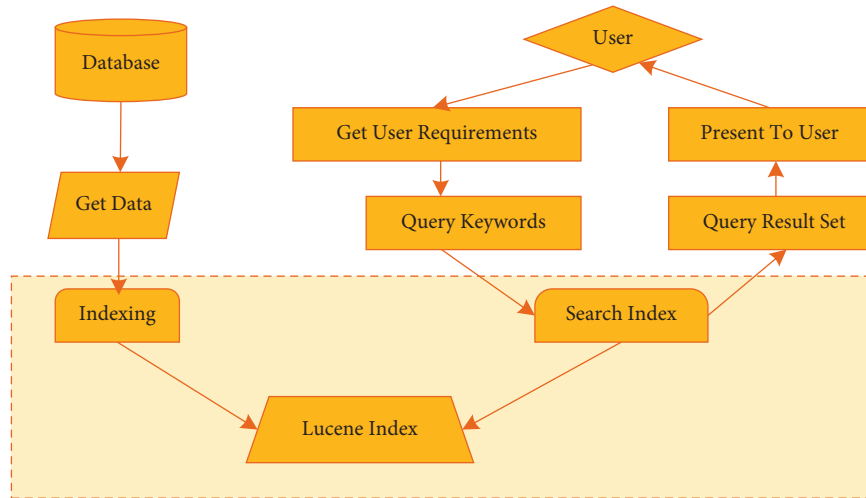 User
Database
Get User Requirements
Present To User
Get Data
Query Keywords
Query Result Set
Indexing
Search Index
Lucene Index